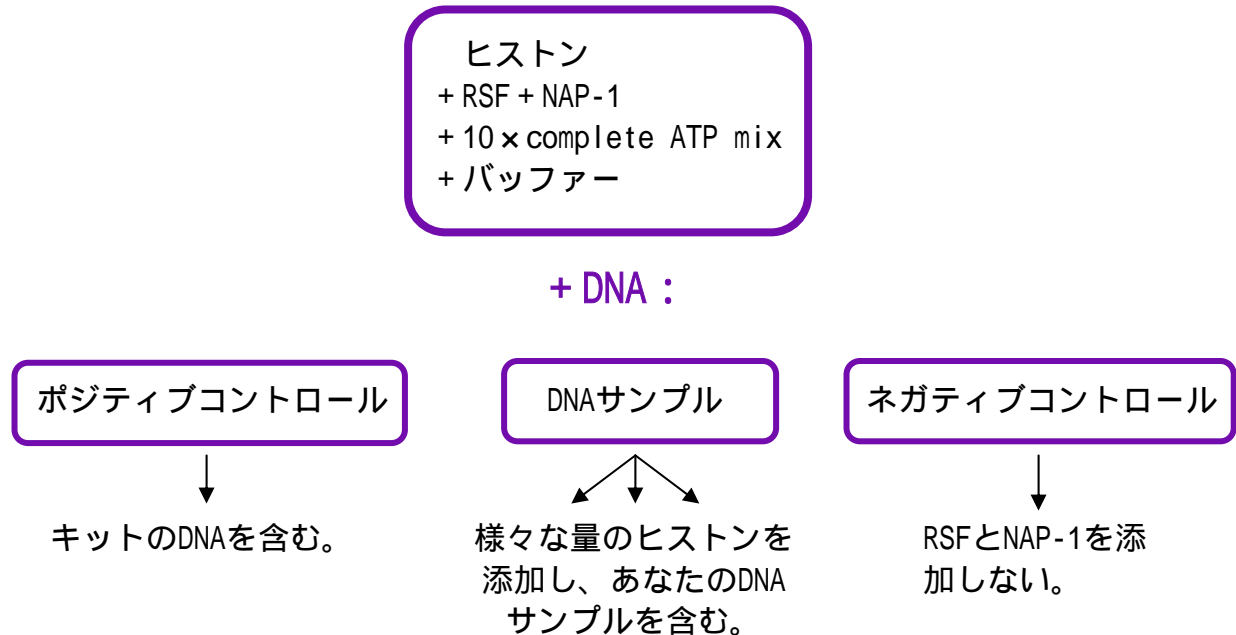 ヒストン
+ RSF + NAP-1
+ 10×complete ATP mix
+ バッファー
+ DNA：
ポジティブコントロール
DNAサンプル
ネガティブコントロール
キットのDNAを含む。
様々な量のヒストンを
添加し、あなたのDNA
サンプルを含む。
RSFとNAP-1を添
加しない。